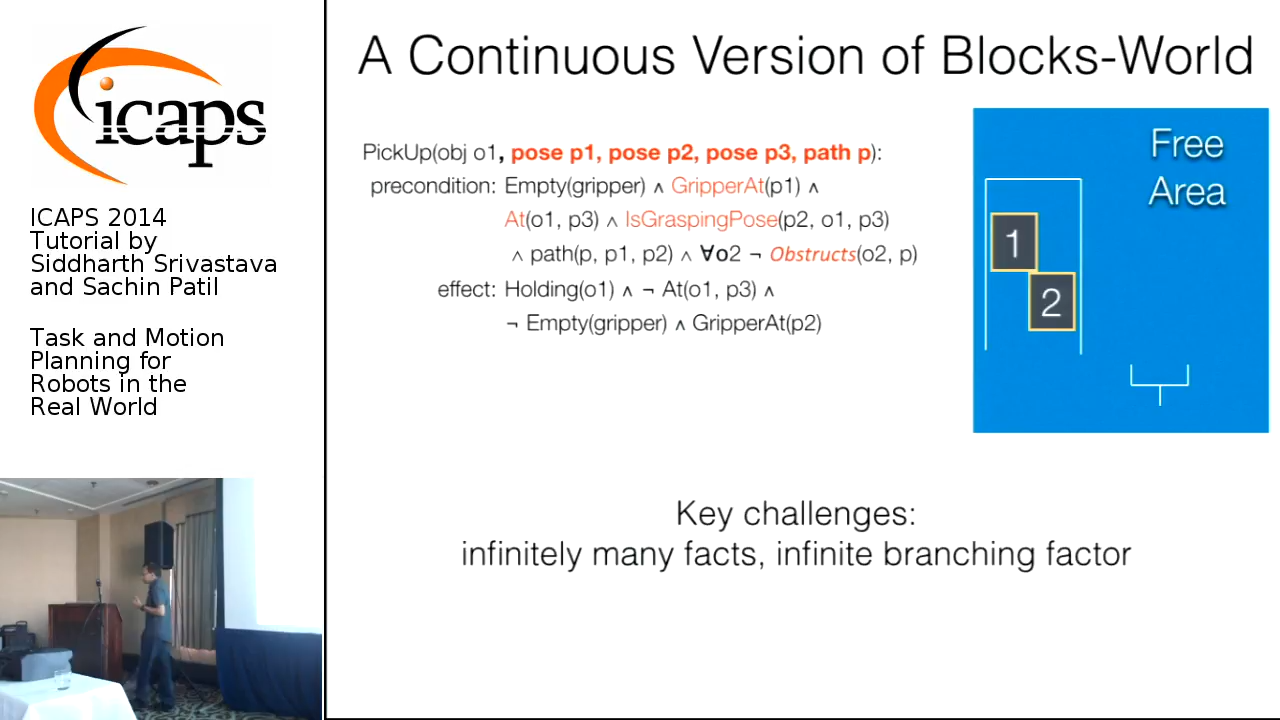 icaps
ICAPS 2014
Tutorial by
Siddharth Srivastava
and Sachin Patil
Task and Motion
Planning for
Robots in the
Real World
A Continuous Version of Blocks-World
PickUp(obj o1, pose p1, pose p2, pose p3, path p):
precondition: Empty(gripper) ∧ GripperAt(p1) ∧
At(o1, p3) ∧ IsGraspingPose(p2, o1, p3)
∧ path(p, p1, p2) ∧ ∀o2 ¬ Obstructs(o2, p)
effect: Holding(o1) ∧ ¬ At(o1, p3) ∧
¬ Empty(gripper) ∧ GripperAt(p2)
Free
Area
1
2
Key challenges:
infinitely many facts, infinite branching factor